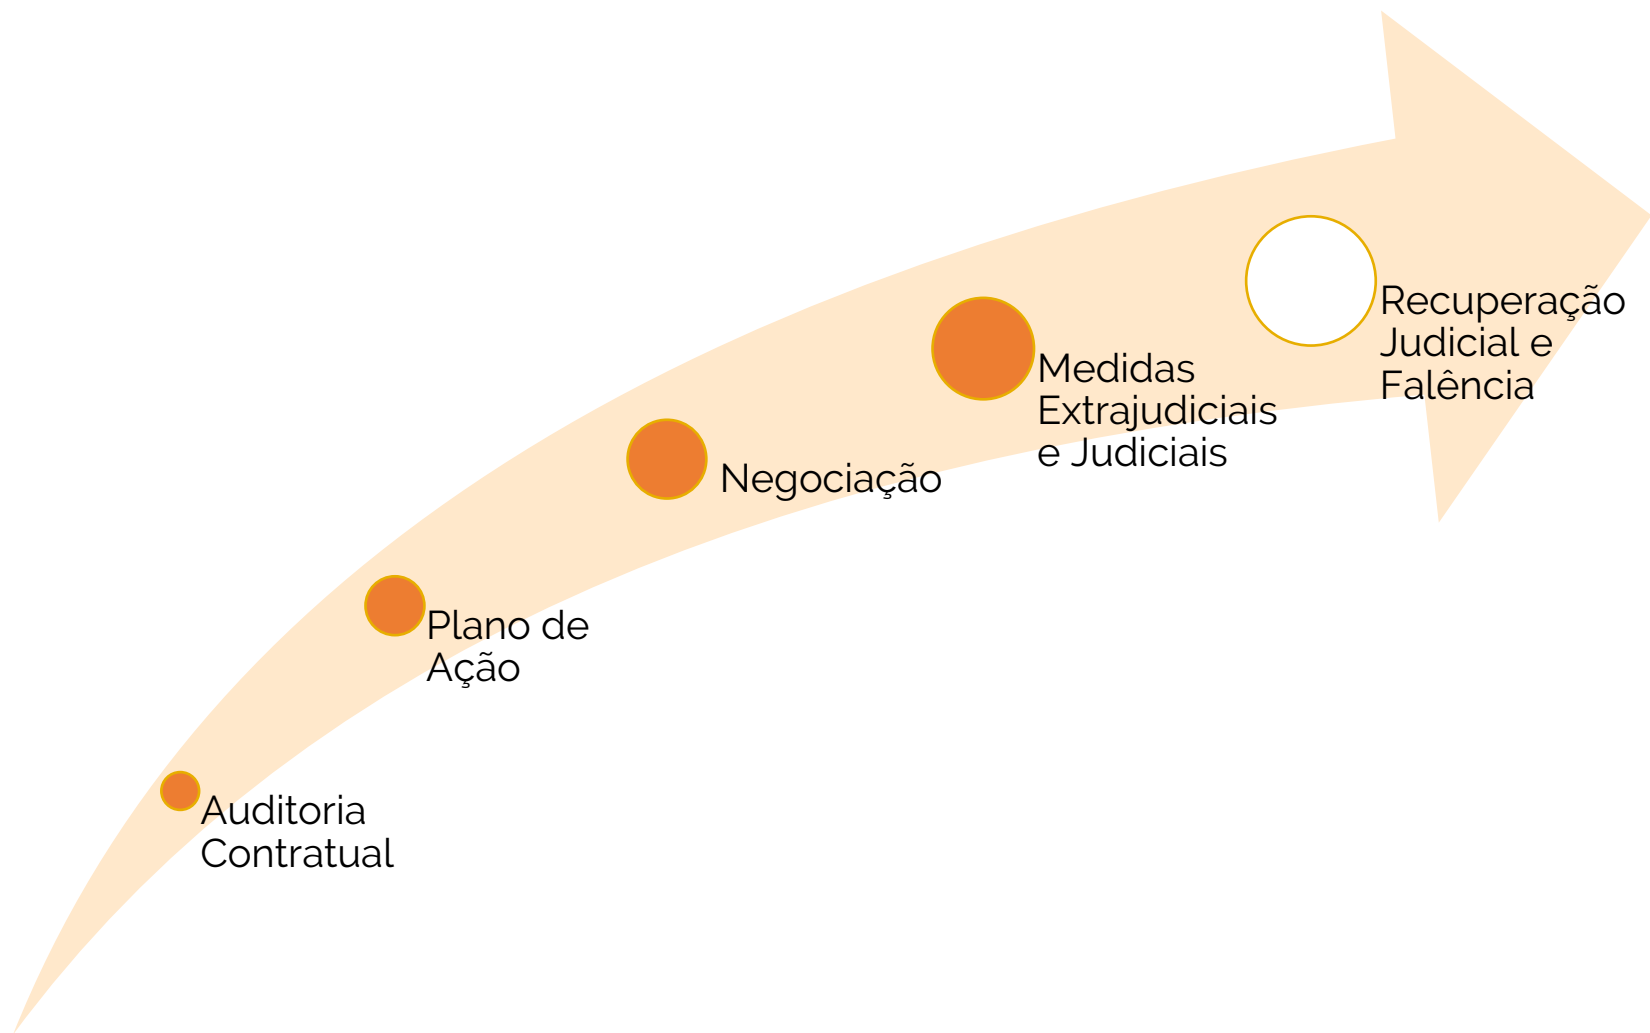 Auditoria
Contratual
Plano de
Ação
Negociação
Medidas
Extrajudiciais
e Judiciais
Recuperação
Judicial e
Falência